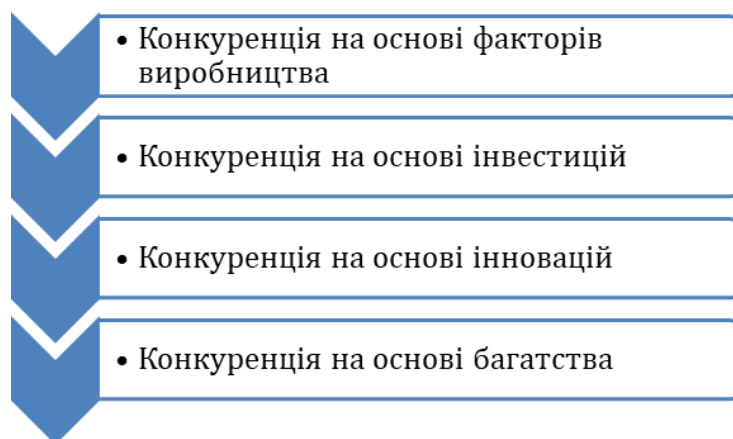 • Конкуренція на основі факторів
виробництва
• Конкуренція на основі інвестицій
• Конкуренція на основі інновацій
• Конкуренція на основі багатства